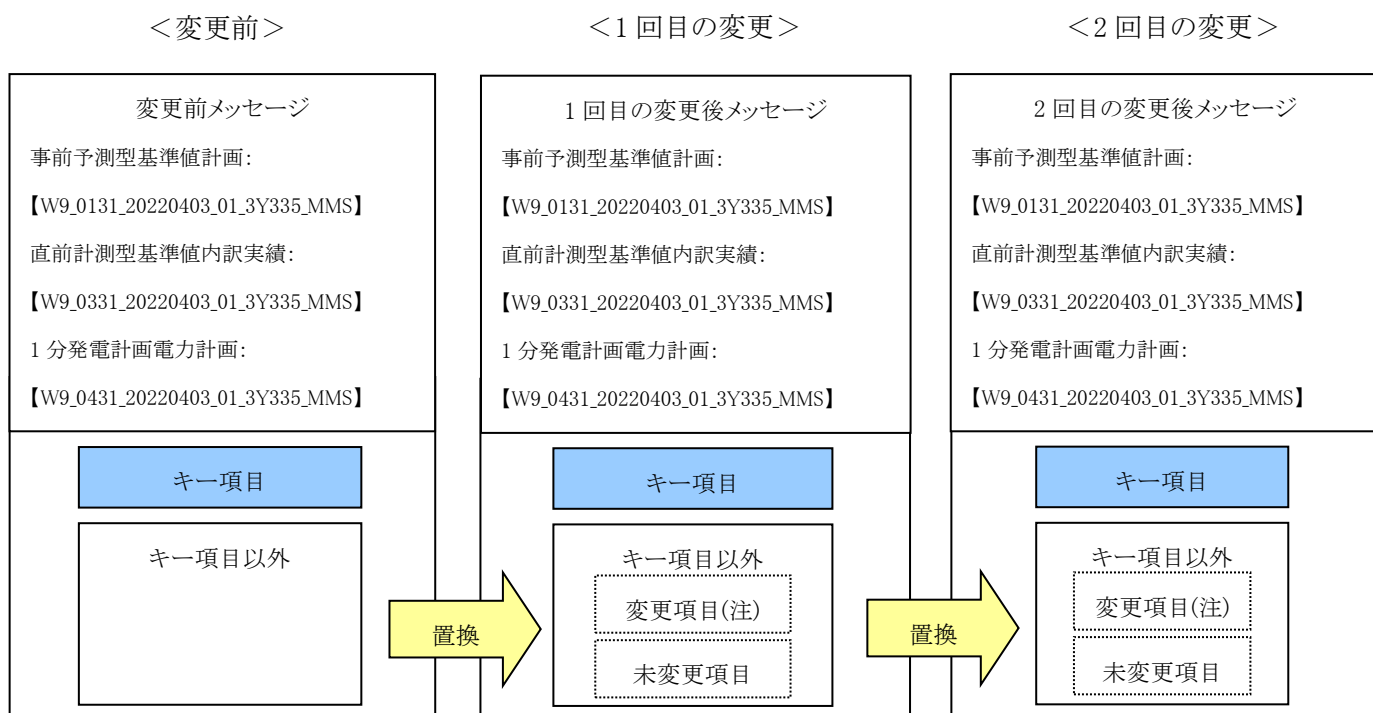 ＜変更前＞
変更前メッセージ
事前予測型基準値計画：
【W9_0131_20220403_01_3Y335_MMS】
直前計測型基準値内訳実績：
【W9_0331_20220403_01_3Y335_MMS】
1分発電計画電力計画：
【W9_0431_20220403_01_3Y335_MMS】
キー項目
キー項目以外
置換
＜1回目の変更＞
1回目の変更後メッセージ
事前予測型基準値計画：
【W9_0131_20220403_01_3Y335_MMS】
直前計測型基準値内訳実績：
【W9_0331_20220403_01_3Y335_MMS】
1分発電計画電力計画：
【W9_0431_20220403_01_3Y335_MMS】
キー項目
キー項目以外
変更項目(注)
未変更項目
置換
＜2回目の変更＞
2回目の変更後メッセージ
事前予測型基準値計画：
【W9_0131_20220403_01_3Y335_MMS】
直前計測型基準値内訳実績：
【W9_0331_20220403_01_3Y335_MMS】
1分発電計画電力計画：
【W9_0431_20220403_01_3Y335_MMS】
キー項目
キー項目以外
変更項目(注)
未変更項目